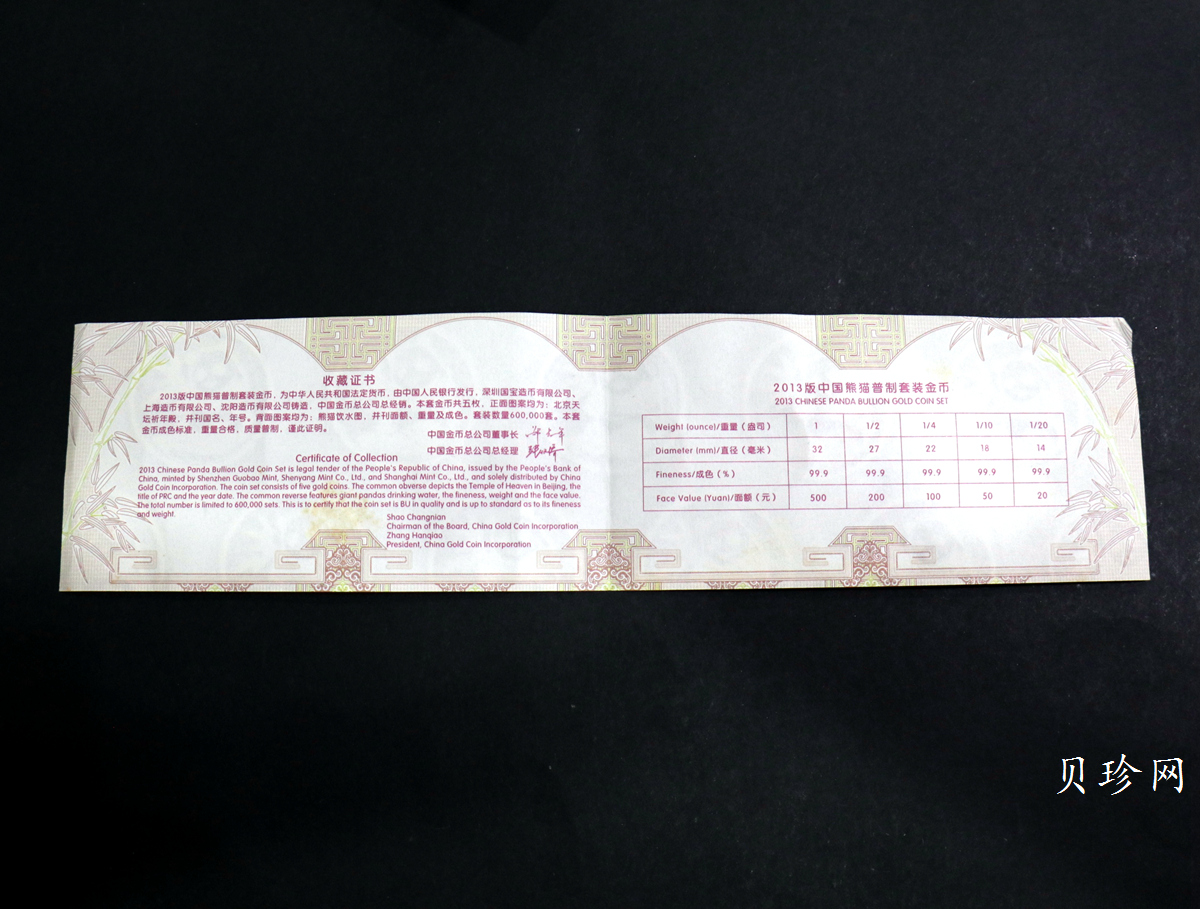 收藏证书
2013版中国熊猫普制套装金币，为中华人民共和国法定货币，由中国人民银行发行，深圳国宝造币有限公司、
上海造币有限公司、沈阳造币有限公司铸造，中国金币总公司总经销。本套金币共五枚，正面图案均为：北京天
坛祈年殿，并刊国名、年号。背面图案均为：熊猫饮水图，并刊面额、重量及成色。套装数量600,000套。本套
金币成色标准，重量合格，质量普制，谨此证明。
中国金币总公司董事长
中国金币总公司总经理
Certificate of Collection
2013 Chinese Panda Bullion Gold Coin Set is legal tender of the People's Republic of China, issued by the People's Bank of
China, minted by Shenzhen Guobao Mint, Shenyang Mint Co., Ltd., and Shanghai Mint Co., Ltd., and solely distributed by China
Gold Coin Incorporation. The coin set consists of five gold coins. The common obverse depicts the Temple of Heaven in Beijing, the
title of PRC and the year date. The common reverse features giant pandas drinking water, the fineness, weight and the face value.
The total number is limited to 600,000 sets. This is to certify that the coin set is BU in quality and is up to standard as to its fineness
and weight.
Shao Changnian
Chairman of the Board, China Gold Coin Incorporation
Zhang Hanqiao
President, China Gold Coin Incorporation
2013版中国熊猫普制套装金币
2013 CHINESE PANDA BULLION GOLD COIN SET
Weight (ounce)/重量（盎司） 1 1/2 1/4 1/10 1/20
Diameter (mm)/直径（毫米） 32 27 22 18 14
Fineness/成色（%） 99.9 99.9 99.9 99.9 99.9
Face Value (Yuan)/面额（元） 500 200 100 50 20
贝珍网